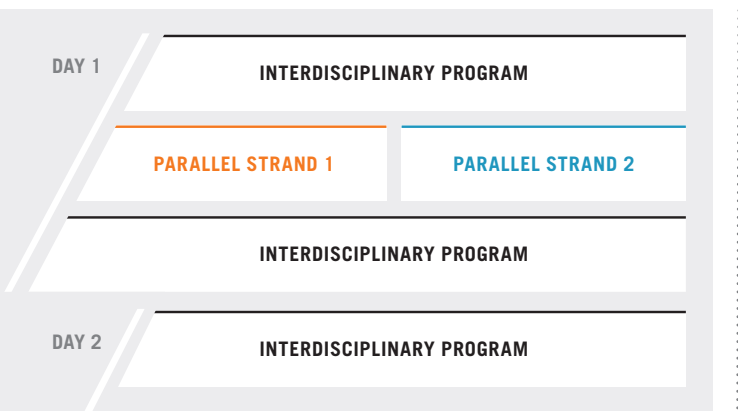 DAY 1
INTERDISCIPLINARY PROGRAM
PARALLEL STRAND 1
PARALLEL STRAND 2
INTERDISCIPLINARY PROGRAM
DAY 2
INTERDISCIPLINARY PROGRAM